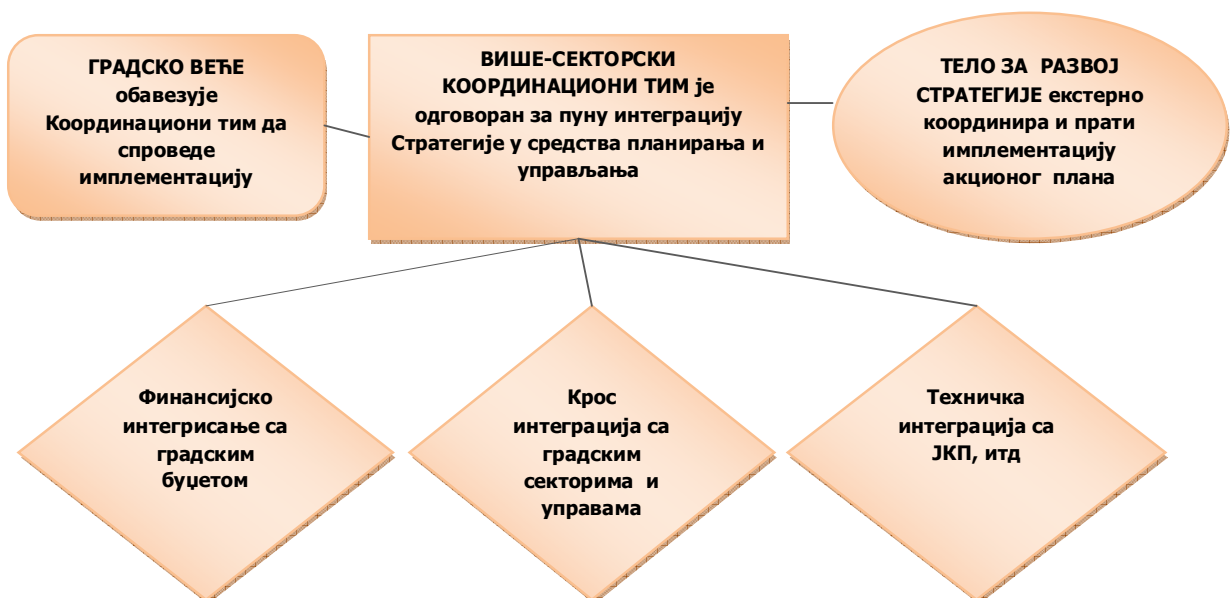 ГРАДСКО ВЕЋЕ
обавезује
Координациони тим да
спроведе
имплементацију
ВИШЕ-СЕКТОРСКИ
КООРДИНАЦИОНИ ТИМ је
одговоран за пуну интеграцију
Стратегије у средства планирања и
управљања
ТЕЛО ЗА РАЗВОЈ
СТРАТЕГИЈЕ екстерно
координира и прати
имплементацију
акционог плана
Финансијско
интегрисање са
градским
буџетом
Крос
интеграција са
градским
секторима и
управама
Техничка
интеграција са
ЈКП, итд